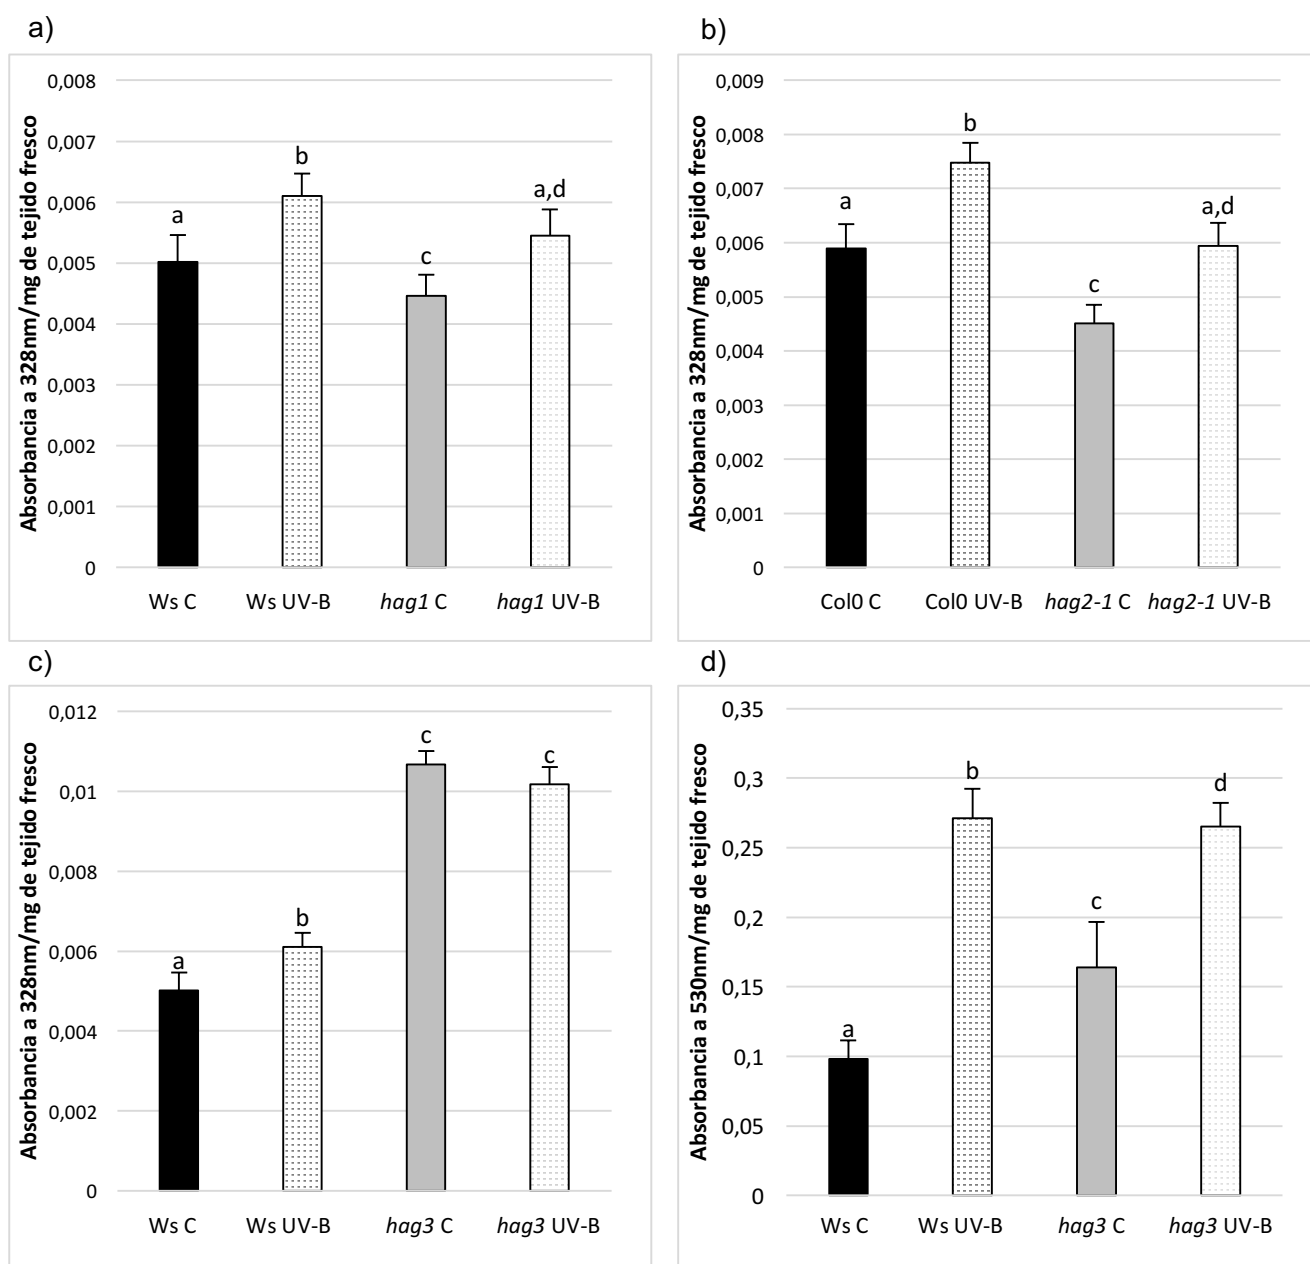 a)
Absorbancia a 328nm/mg de tejido fresco
0,008
0,007
0,006
0,005
0,004
0,003
0,002
0,001
0
a
b
c
a,d
Ws C
Ws UV-B
hag1 C
hag1 UV-B
b)
Absorbancia a 328nm/mg de tejido fresco
0,009
0,008
0,007
0,006
0,005
0,004
0,003
0,002
0,001
0
a
b
c
a,d
Col0 C
Col0 UV-B
hag2-1 C
hag2-1 UV-B
c)
Absorbancia a 328nm/mg de tejido fresco
0,012
0,01
0,008
0,006
0,004
0,002
0
a
b
c
c
Ws C
Ws UV-B
hag3 C
hag3 UV-B
d)
Absorbancia a 530nm/mg de tejido fresco
0,35
0,3
0,25
0,2
0,15
0,1
0,05
0
a
b
c
d
Ws C
Ws UV-B
hag3 C
hag3 UV-B